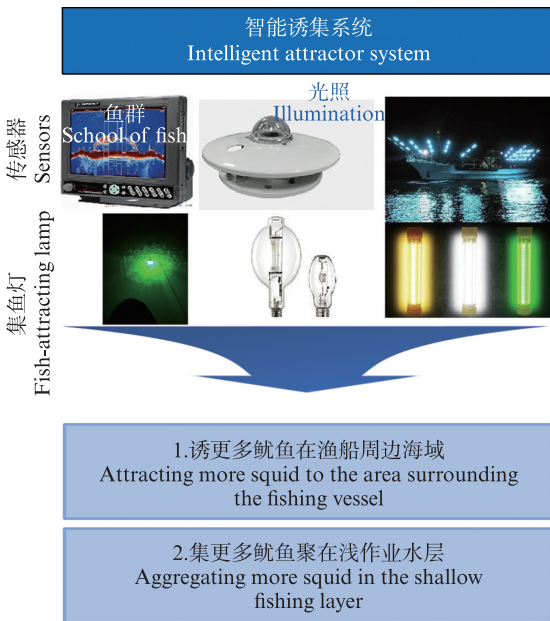 智能诱集系统
Intelligent attractor system
传感器
Sensors
鱼群
School of fish
光照
Illumination
集鱼灯
Fish-attracting lamp
1.诱更多鱿鱼在渔船周边海域
Attracting more squid to the area surrounding
the fishing vessel
2.集更多鱿鱼聚在浅作业水层
Aggregating more squid in the shallow
fishing layer